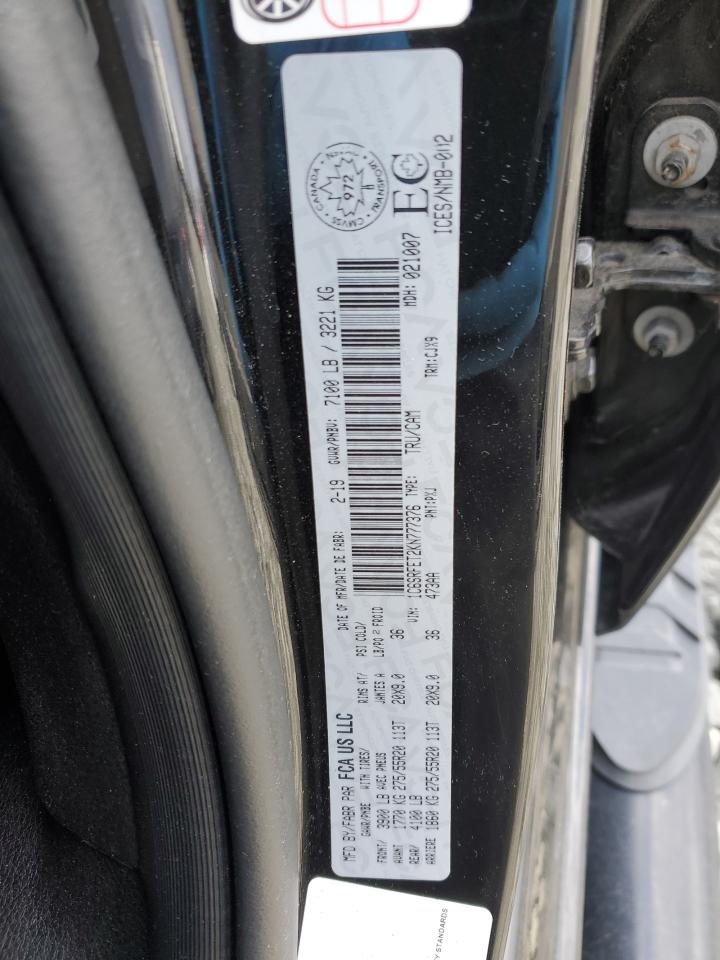 MFD BY/FABR PAR FCA US LLC
DATE OF MFR/DATE DE FABR: 2-19 GVWR/PNBV: 7100 LB / 3221 KG
GAWR/PNBE WITH TIRES/ RIMS AT/ PSI COLD/
AVEC PNEUS JANTES A LB/PO 2 FROID
FRONT/ 3900 LB
AVANT 1770 KG 275/55R20 113T 20X9.0 36
REAR/ 4100 LB
ARRIERE 1860 KG 275/55R20 113T 20X9.0 36
VIN: 1C6SRFET2KN777376 TYPE: TRU/CAM
473AA PNT:PXJ TRM:CJX9
MDH: 021007
CANADA
972
CMVSS
TRANSPORT
EC
ICES/NMB-0112
Y STANDARDS